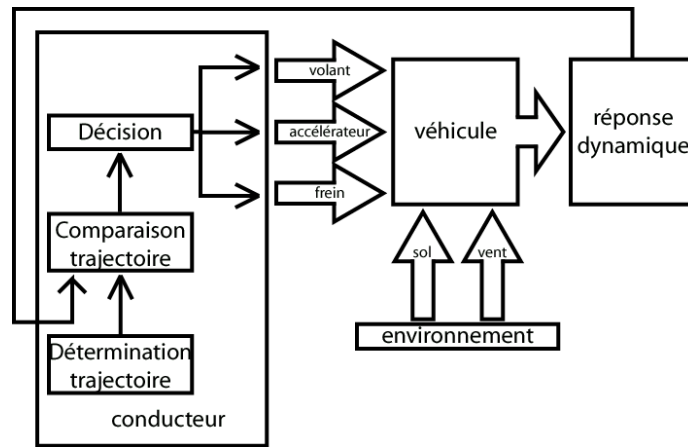 Décision
Comparaison
trajectoire
Détermination
trajectoire
conducteur
volant
accélérateur
frein
véhicule
réponse
dynamique
sol
vent
environnement